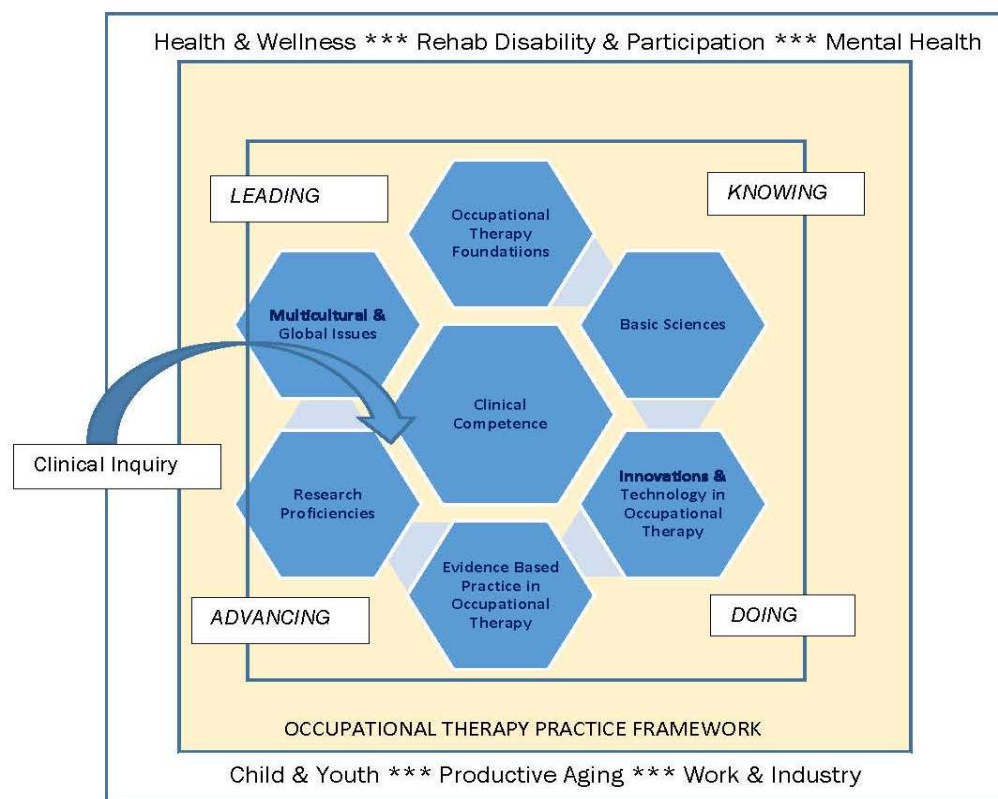 Health & Wellness *** Rehab Disability & Participation *** Mental Health
LEADING
KNOWING
Occupational
Therapy
Foundatiions
Multicultural &
Global Issues
Basic Sciences
Clinical
Competence
Clinical Inquiry
Research
Proficiencies
Innovations &
Technology in
Occupational
Therapy
Evidence Based
Practice in
Occupational
Therapy
ADVANCING
DOING
OCCUPATIONAL THERAPY PRACTICE FRAMEWORK
Child & Youth *** Productive Aging *** Work & Industry